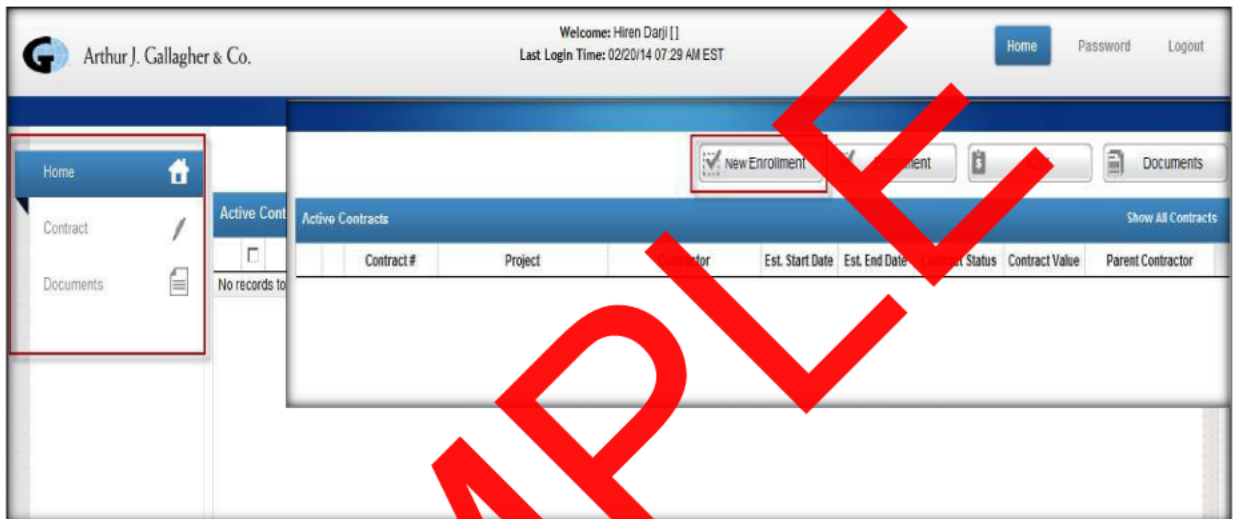 Welcome: Hiren Darji [ ]
Arthur J. Gallagher & Co.
Last Login Time: 02/20/14 07:29 AM EST
Home Password Logout
Home
Contract
Documents
New Enrollment
Documents
Active Cont
No records to
Active Contracts Show All Contracts
Contract # Project Est. Start Date Est. End Date Status Contract Value Parent Contractor
MPLE